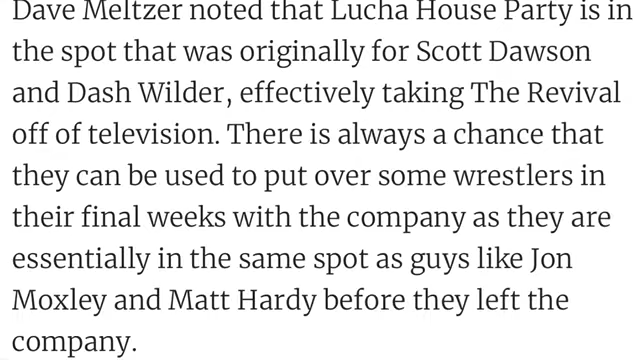 Dave Meltzer noted that Lucha House Party is in
the spot that was originally for Scott Dawson
and Dash Wilder, effectively taking The Revival
off of television. There is always a chance that
they can be used to put over some wrestlers in
their final weeks with the company as they are
essentially in the same spot as guys like Jon
Moxley and Matt Hardy before they left the
company.